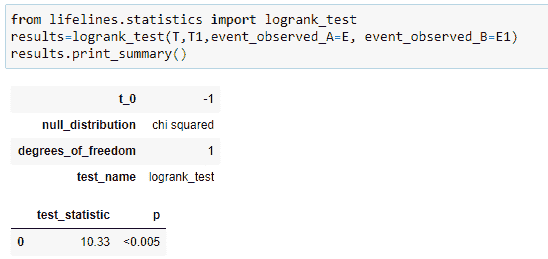 from lifelines.statistics import logrank_test
results=logrank_test(T,T1,event_observed_A=E, event_observed_B=E1)
results.print_summary()
t_0 -1
null_distribution chi squared
degrees_of_freedom 1
test_name logrank_test
test_statistic p
0 10.33 <0.005